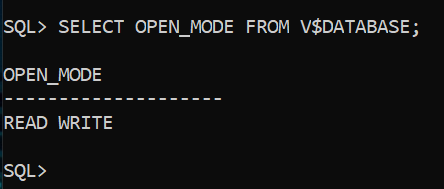 SQL> SELECT OPEN_MODE FROM V$DATABASE;
OPEN_MODE
--------------------
READ WRITE
SQL>